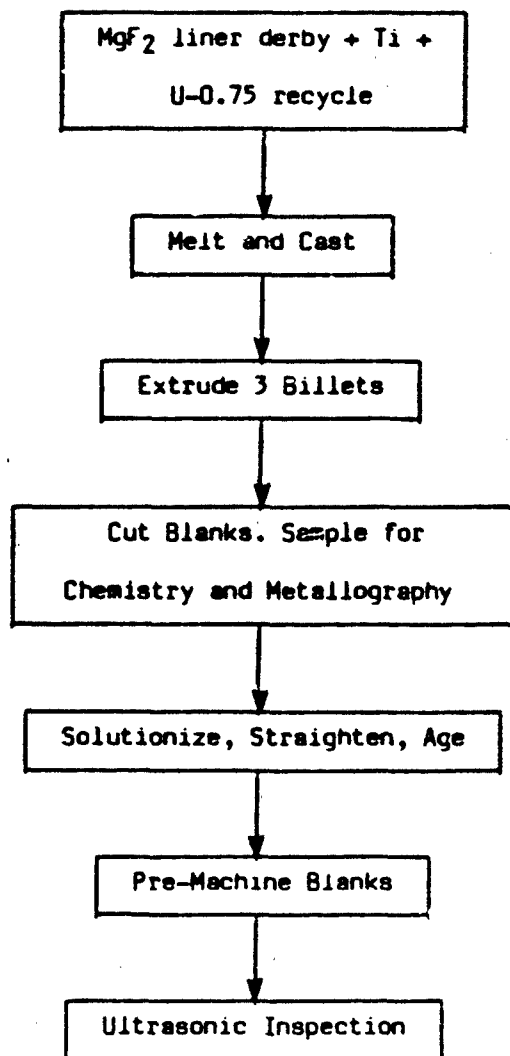 MgF2 liner derby + Ti +
U-0.75 recycle
Melt and Cast
Extrude 3 Billets
Cut Blanks. Sample for
Chemistry and Metallography
Solutionize, Straighten, Age
Pre-Machine Blanks
Ultrasonic Inspection